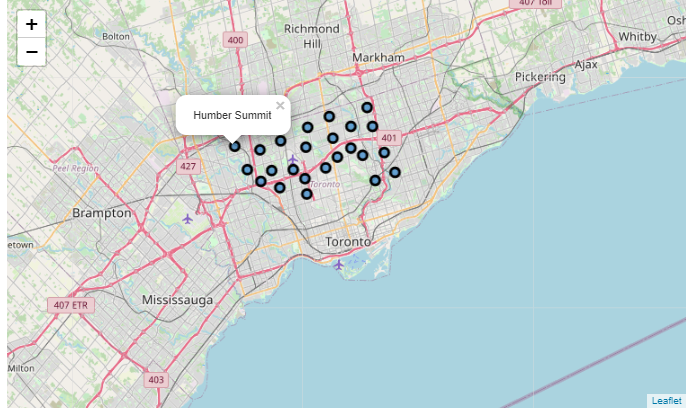 +
−
400
407 Toll
Bolton
Richmond
Hill
Osh
Whitby
Markham
Ajax
Pickering
Humber Summit
×
401
427
Peel Region
Toronto
Brampton
etown
Toronto
Mississauga
407 ETR
Milton
403
Leaflet